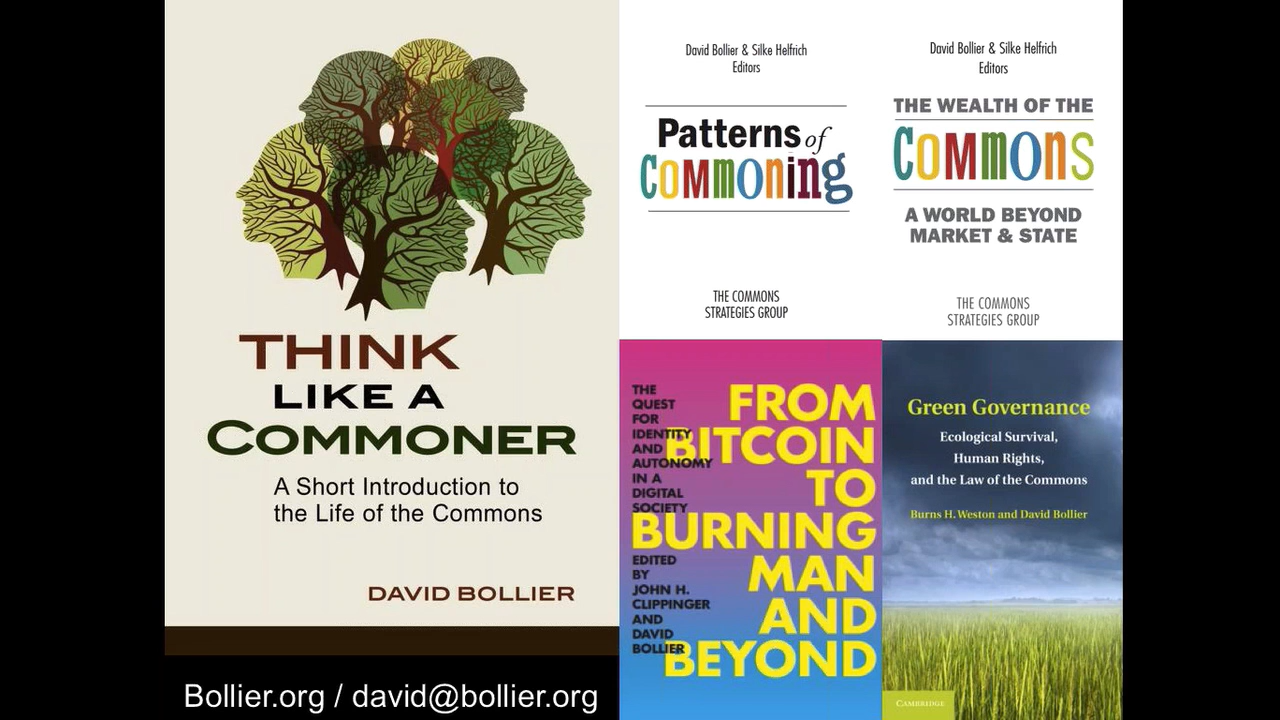 THINK
LIKE A
COMMONER
A Short Introduction to
the Life of the Commons
DAVID BOLLIER
Bollier.org / david@bollier.org
David Bollier & Silke Helfrich
Editors
Patterns of
COMMONING
THE COMMONS
STRATEGIES GROUP
David Bollier & Silke Helfrich
Editors
THE WEALTH OF THE
COMMONS
A WORLD BEYOND
MARKET & STATE
THE COMMONS
STRATEGIES GROUP
THE
QUEST
FOR
IDENTITY
AND
AUTONOMY
IN A
DIGITAL
SOCIETY
FROM
BITCOIN
TO
BURNING
MAN
AND
BEYOND
EDITED
BY
JOHN H.
CLIPPINGER
AND
DAVID
BOLLIER
Green Governance
Ecological Survival,
Human Rights,
and the Law of the Commons
Burns H. Weston and David Bollier
CAMBRIDGE